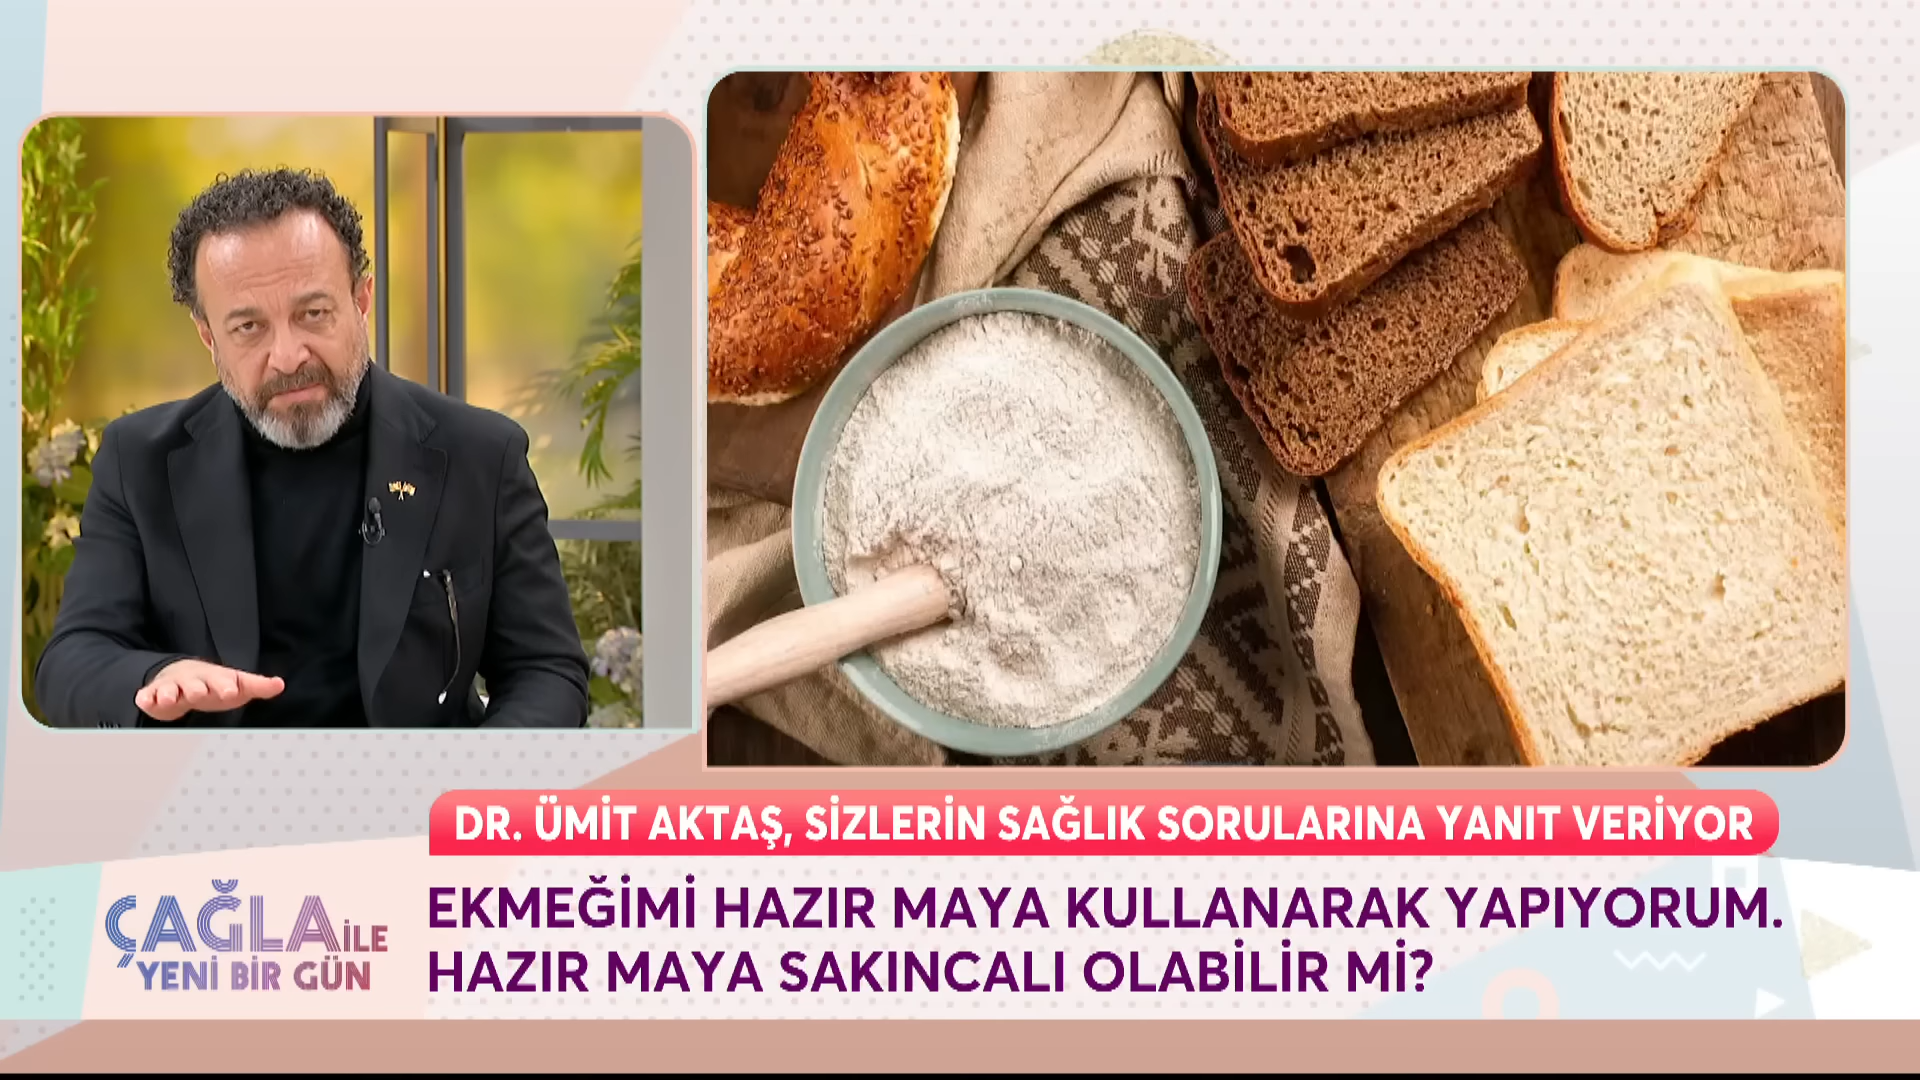 DR. ÜMİT AKTAŞ, SİZLERİN SAĞLIK SORULARINA YANIT VERİYOR
EKMEĞİMİ HAZIR MAYA KULLANARAK YAPIYORUM.
HAZIR MAYA SAKINCALI OLABİLİR Mİ?
ÇAĞLA İLE
YENİ BİR GÜN